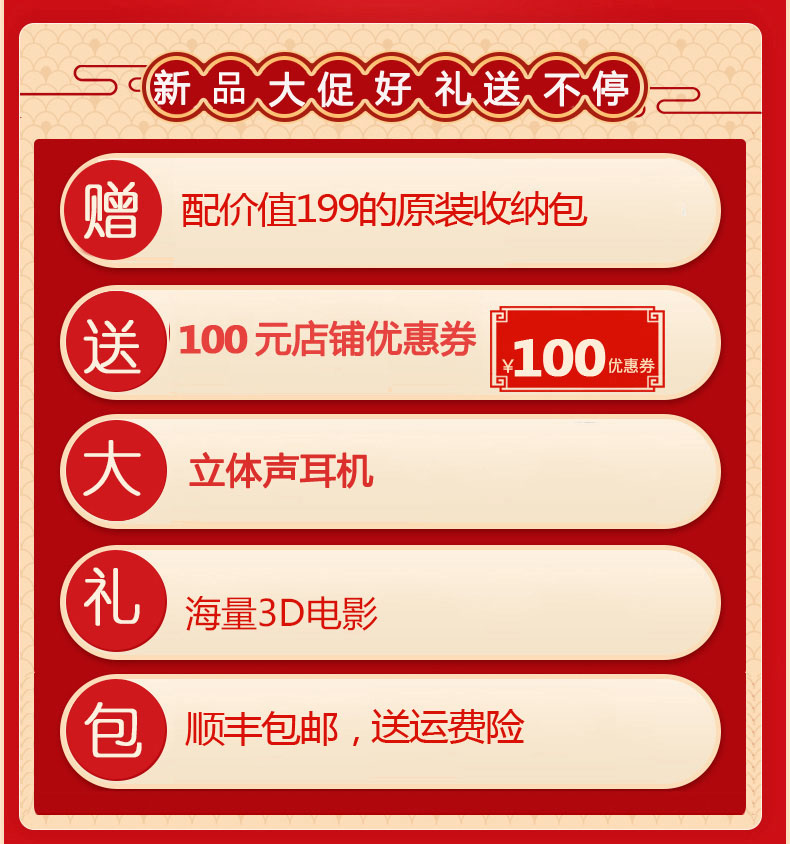 新品大促好礼送不停
赠 配价值199的原装收纳包
送 100 元店铺优惠券 ¥100优惠券
大 立体声耳机
礼 海量3D电影
包 顺丰包邮，送运费险